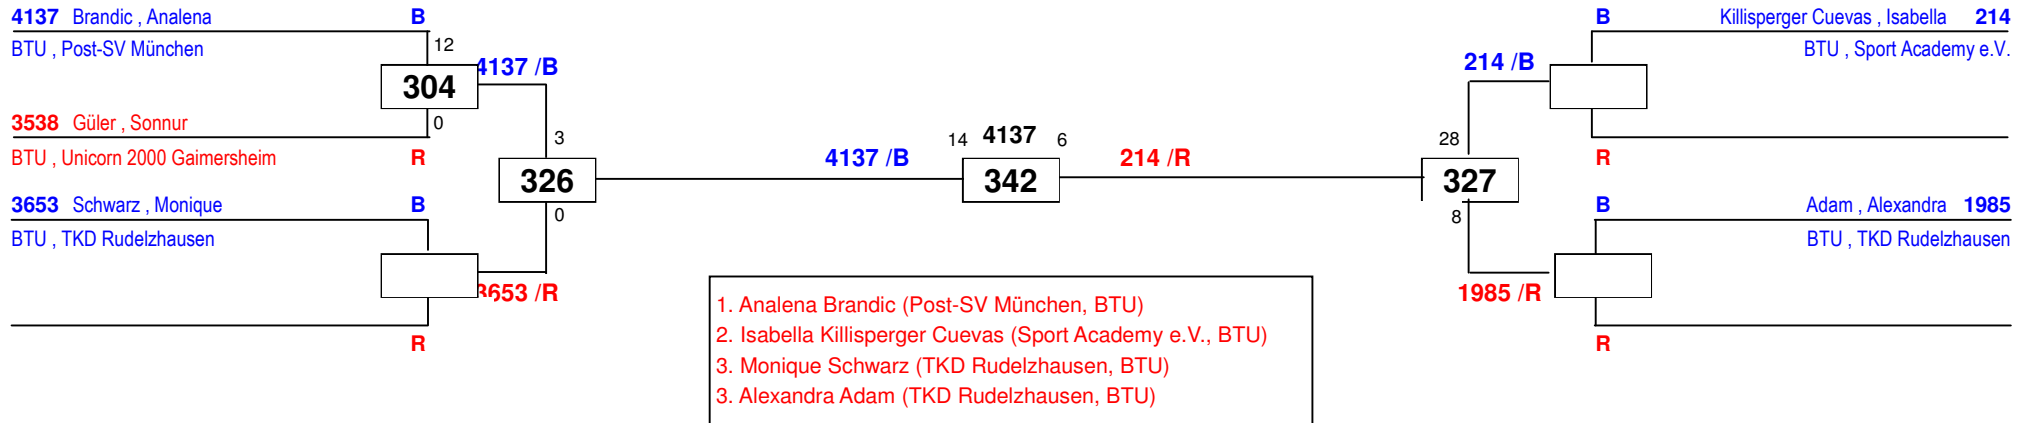 4137 Brandic , Analena B
BTU , Post-SV München
12
4137 /B
304
3538 Güler , Sonnur
0
BTU , Unicorn 2000 Gaimersheim R
3
326
0
3653 Schwarz , Monique B
BTU , TKD Rudelzhausen
3653 /R
R
4137 /B
14 4137 6
342
214 /R
B Killisperger Cuevas , Isabella 214
BTU , Sport Academy e.V.
214 /B
R
28
327
8
B Adam , Alexandra 1985
BTU , TKD Rudelzhausen
1985 /R
R
1. Analena Brandic (Post-SV München, BTU)
2. Isabella Killisperger Cuevas (Sport Academy e.V., BTU)
3. Monique Schwarz (TKD Rudelzhausen, BTU)
3. Alexandra Adam (TKD Rudelzhausen, BTU)